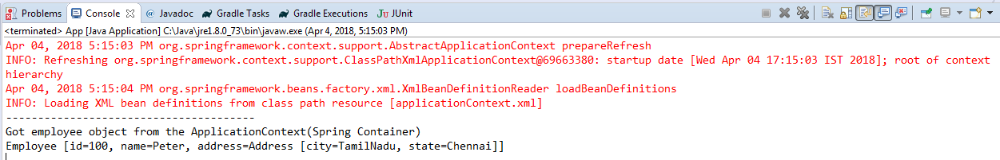 Problems Console Javadoc Gradle Tasks Gradle Executions JUnit
<terminated> App [Java Application] C:\Java\jre1.8.0_73\bin\javaw.exe (Apr 4, 2018, 5:15:03 PM)
Apr 04, 2018 5:15:03 PM org.springframework.context.support.AbstractApplicationContext prepareRefresh
INFO: Refreshing org.springframework.context.support.ClassPathXmlApplicationContext@69663380: startup date [Wed Apr 04 17:15:03 IST 2018]; root of context
hierarchy
Apr 04, 2018 5:15:04 PM org.springframework.beans.factory.xml.XmlBeanDefinitionReader loadBeanDefinitions
INFO: Loading XML bean definitions from class path resource [applicationContext.xml]
---------------------------------------
Got employee object from the ApplicationContext(Spring Container)
Employee [id=100, name=Peter, address=Address [city=TamilNadu, state=Chennai]]